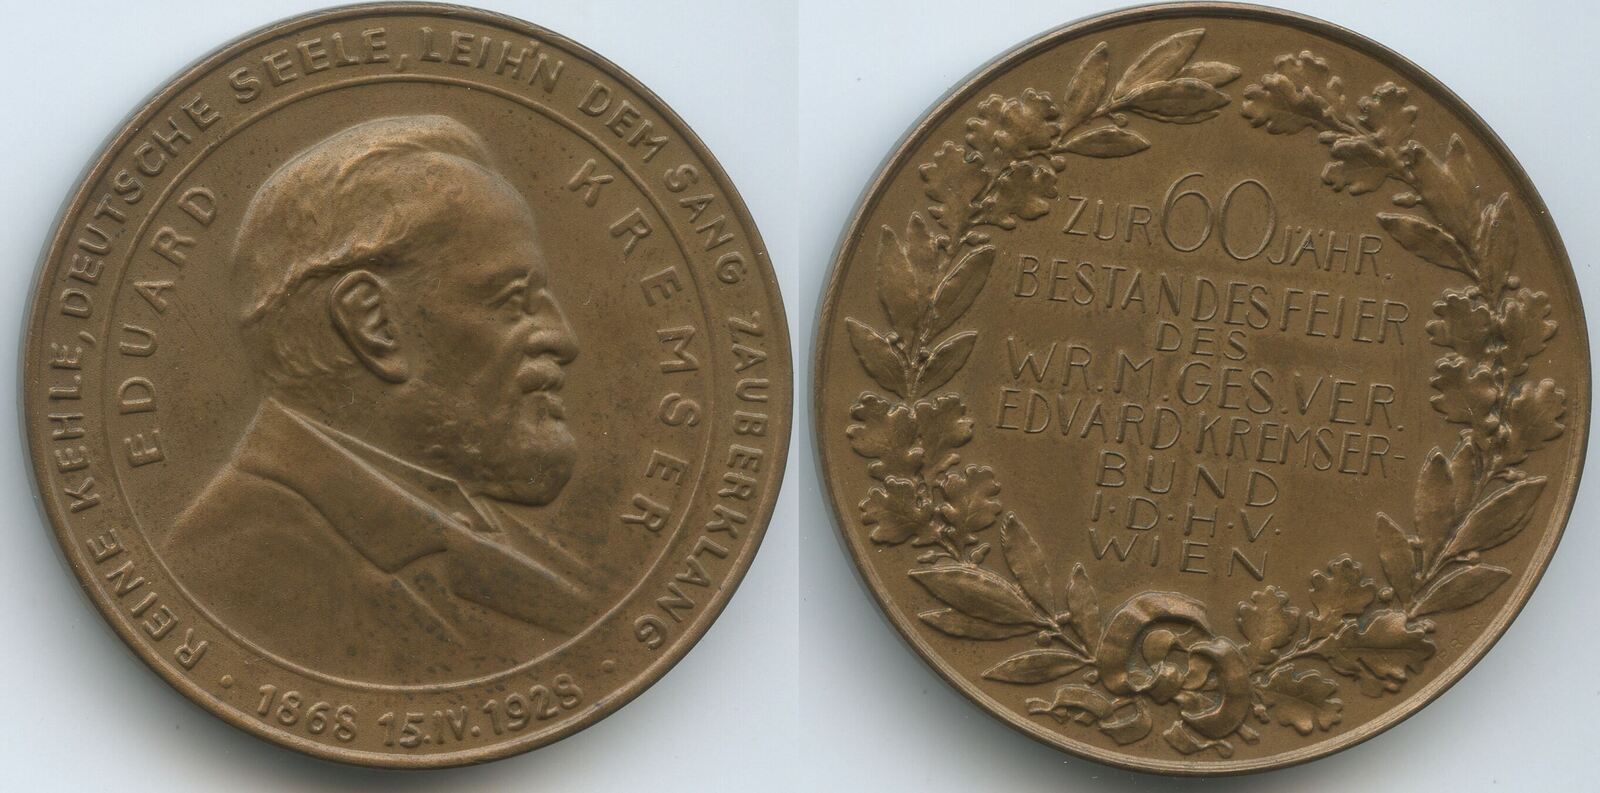 REINE KEHLE, DEUTSCHE SEELE, LEIH'N DEM SANG ZAUBERKLANG ·
· 1868 15.IV.1928 ·
EDUARD KREMSER
ZUR 60 JÄHR.
BESTANDESFEIER
DES
WR. M. GES. VER.
EDVARD KREMSER-
BUND
I·D·H·V.
WIEN